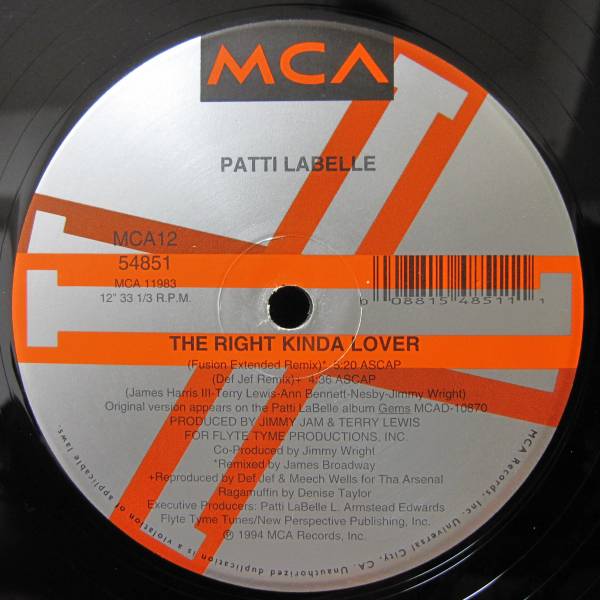 MCA
PATTI LABELLE
MCA12
54851
MCA 11983
12" 33 1/3 R.P.M.
0 08815 48511 1
THE RIGHT KINDA LOVER
(Fusion Extended Remix)* 5:20 ASCAP
(Def Jef Remix)+ 4:36 ASCAP
(James Harris III-Terry Lewis-Ann Bennett-Nesby-Jimmy Wright)
Original version appears on the Patti LaBelle album Gems MCAD-10870
PRODUCED BY JIMMY JAM & TERRY LEWIS
FOR FLYTE TYME PRODUCTIONS, INC.
Co-Produced by Jimmy Wright
*Remixed by James Broadway
+Reproduced by Def Jef & Meech Wells for Tha Arsenal
Ragamuffin by Denise Taylor
Executive Producers: Patti LaBelle L. Armstead Edwards
Flyte Tyme Tunes/New Perspective Publishing, Inc.
℗ 1994 MCA Records, Inc.
MCA Records, Inc. Universal City, CA. Unauthorized duplication is a violation of applicable laws.